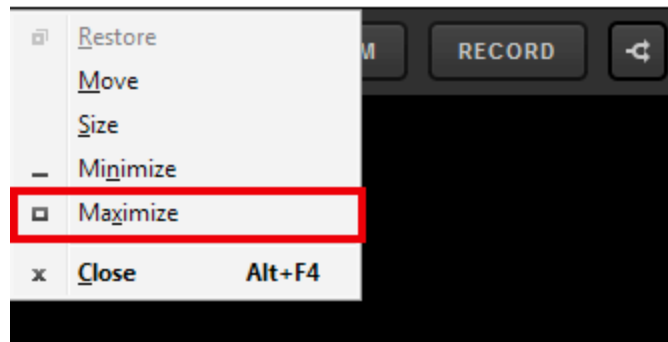 Restore
M RECORD
Move
Size
Minimize
Maximize
Close Alt+F4